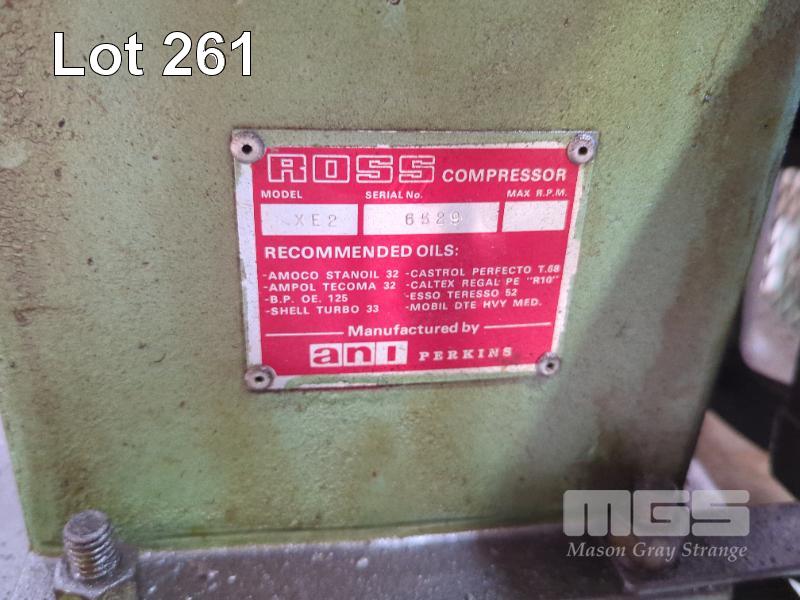 Lot 261
ROSS COMPRESSOR
MODEL SERIAL No. MAX R.P.M.
XE2 6529
RECOMMENDED OILS:
-AMOCO STANOIL 32 -CASTROL PERFECTO T.68
-AMPOL TECOMA 32 -CALTEX REGAL PE "R10"
-B.P. OE. 125 -ESSO TERESSO 52
-SHELL TURBO 33 -MOBIL DTE HVY MED.
Manufactured by
ani PERKINS
MGS
Mason Gray Strange